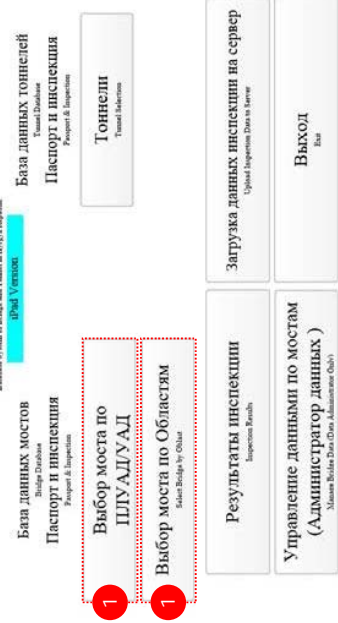 iPad Version
База данных мостов
Bridge Database
Паспорт и инспекция
Passport & Inspection
База данных тоннелей
Tunnel Database
Паспорт и инспекция
Passport & Inspection
1
Выбор моста по
ПЛУАД/УАД
Тоннели
Tunnel Selection
1
Выбор моста по Областям
Select Bridge by Oblast
Результаты инспекции
Inspection Results
Загрузка данных инспекции на сервер
Upload Inspection Data to Server
Управление данными по мостам
(Администратор данных )
Manage Bridge Data (Data Administrator Only)
Выход
Exit